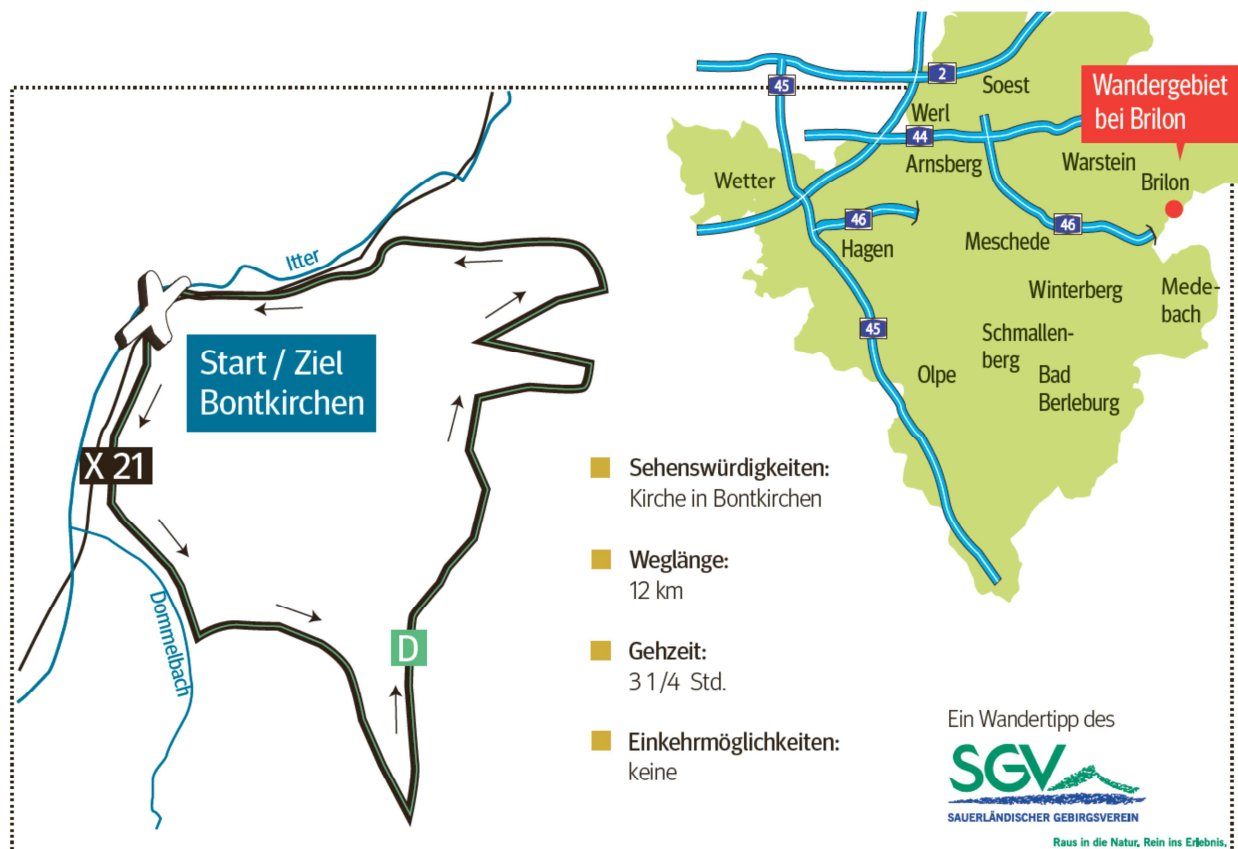 Itter
Start / Ziel
Bontkirchen
X 21
Dommelbach
D
45
2
Soest
Wandergebiet
bei Brilon
Werl
44
Arnsberg
Warstein
Wetter
Brilon
46
Hagen
Meschede
46
Winterberg
Mede-
bach
45
Schmallen-
berg
Olpe
Bad
Berleburg
Sehenswürdigkeiten:
Kirche in Bontkirchen
Weglänge:
12 km
Gehzeit:
3 1/4 Std.
Einkehrmöglichkeiten:
keine
Ein Wandertipp des
SGV
SAUERLÄNDISCHER GEBIRGSVEREIN
Raus in die Natur, Rein ins Erlebnis,